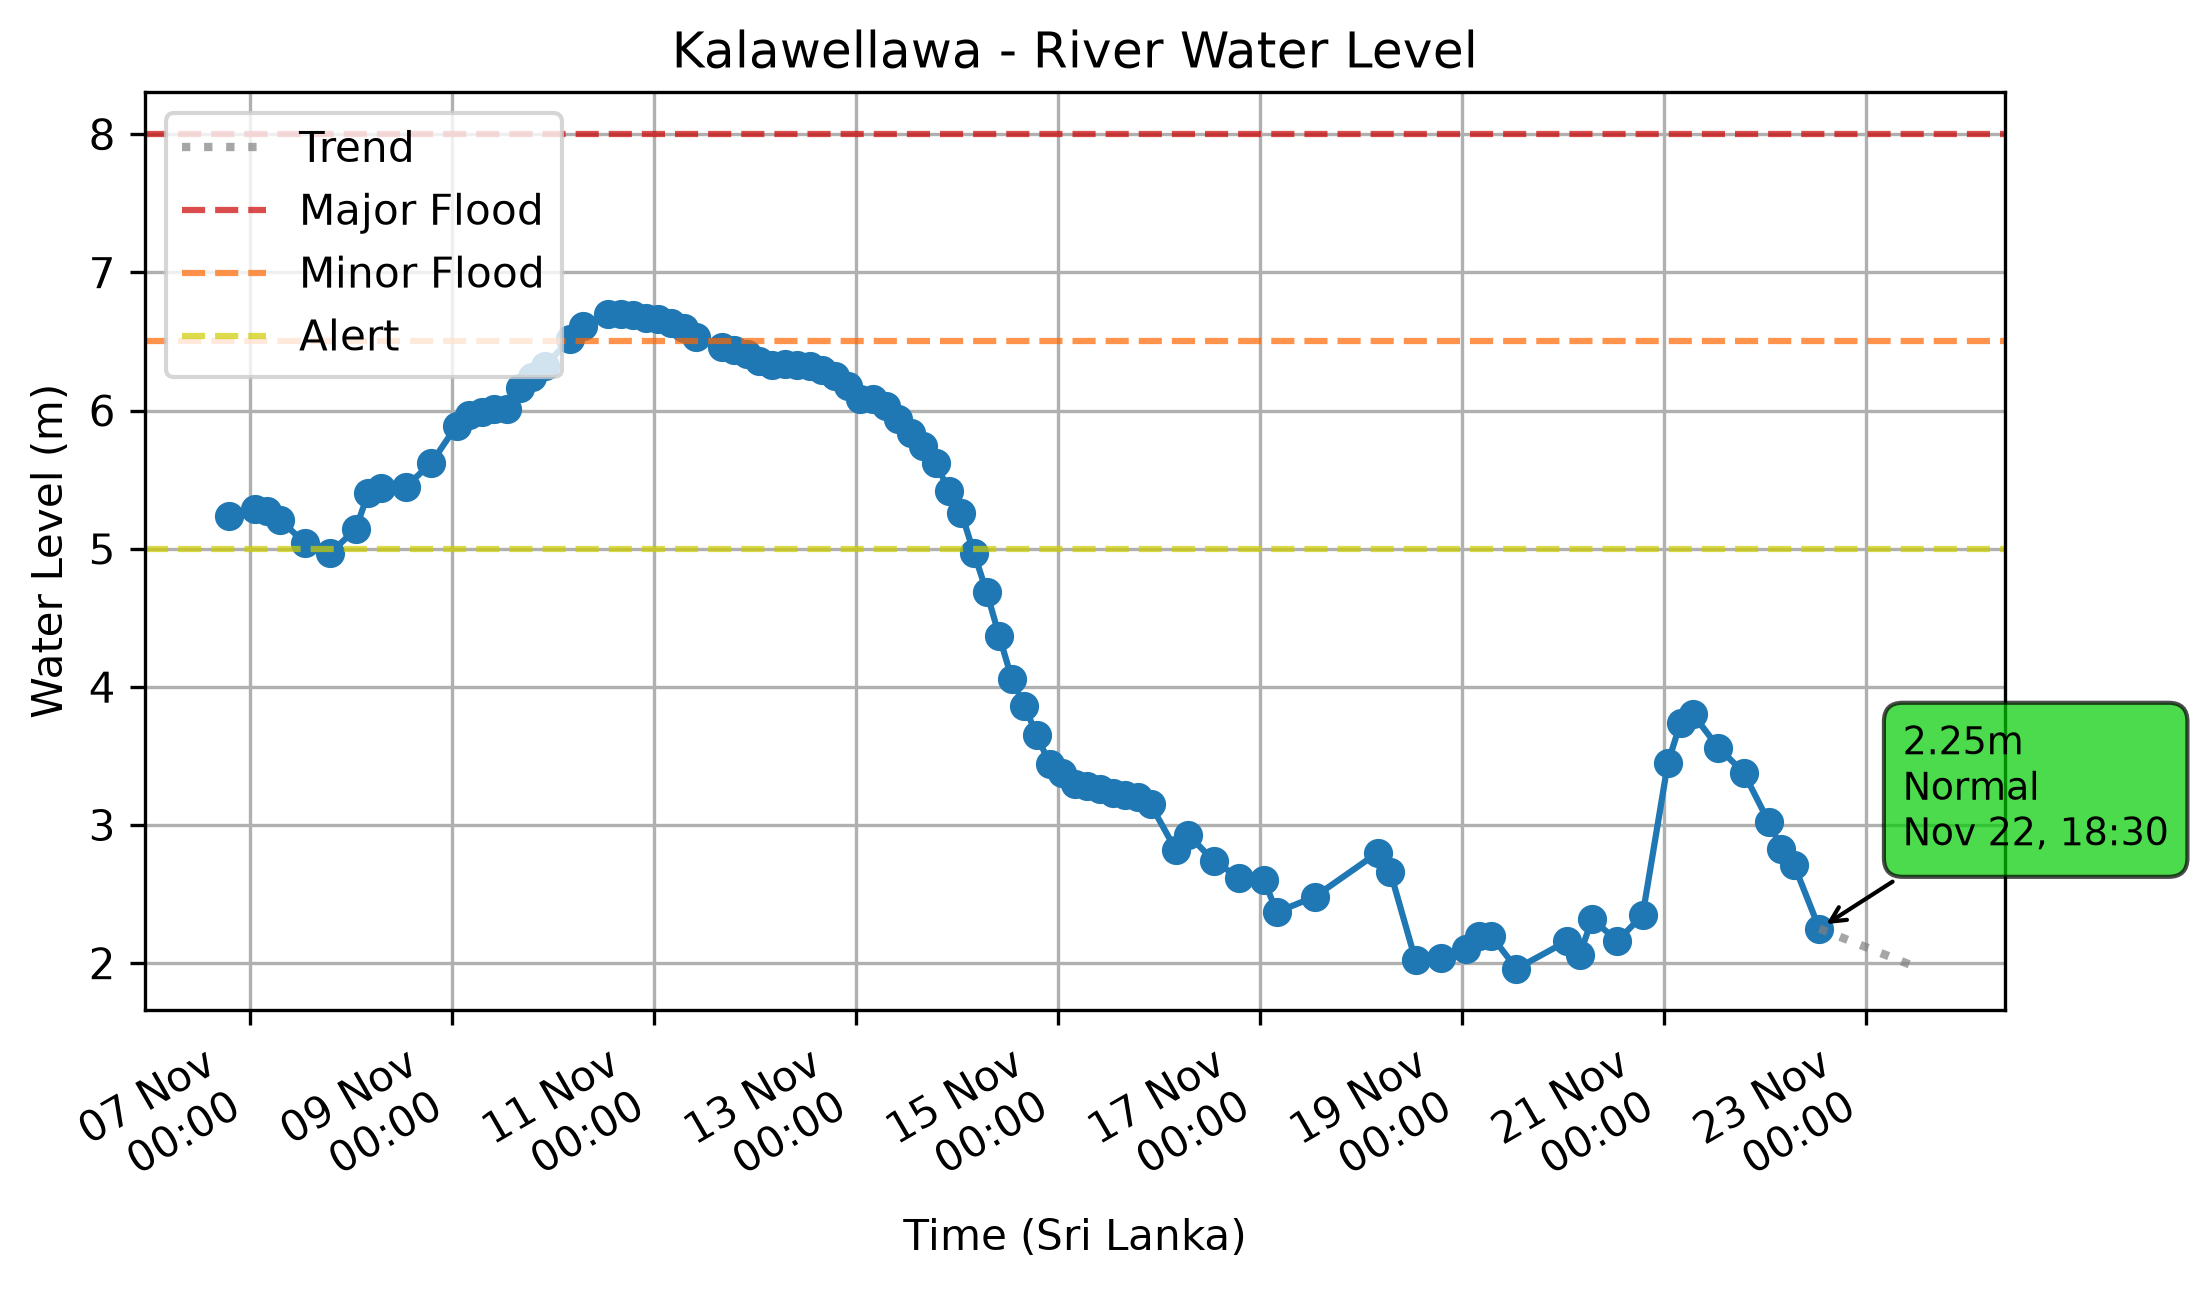 Kalawellawa - River Water Level
Trend
Major Flood
Minor Flood
Alert
8
7
6
5
4
3
2
Water Level (m)
2.25m
Normal
Nov 22, 18:30
07 Nov
00:00
09 Nov
00:00
11 Nov
00:00
13 Nov
00:00
15 Nov
00:00
17 Nov
00:00
19 Nov
00:00
21 Nov
00:00
23 Nov
00:00
Time (Sri Lanka)